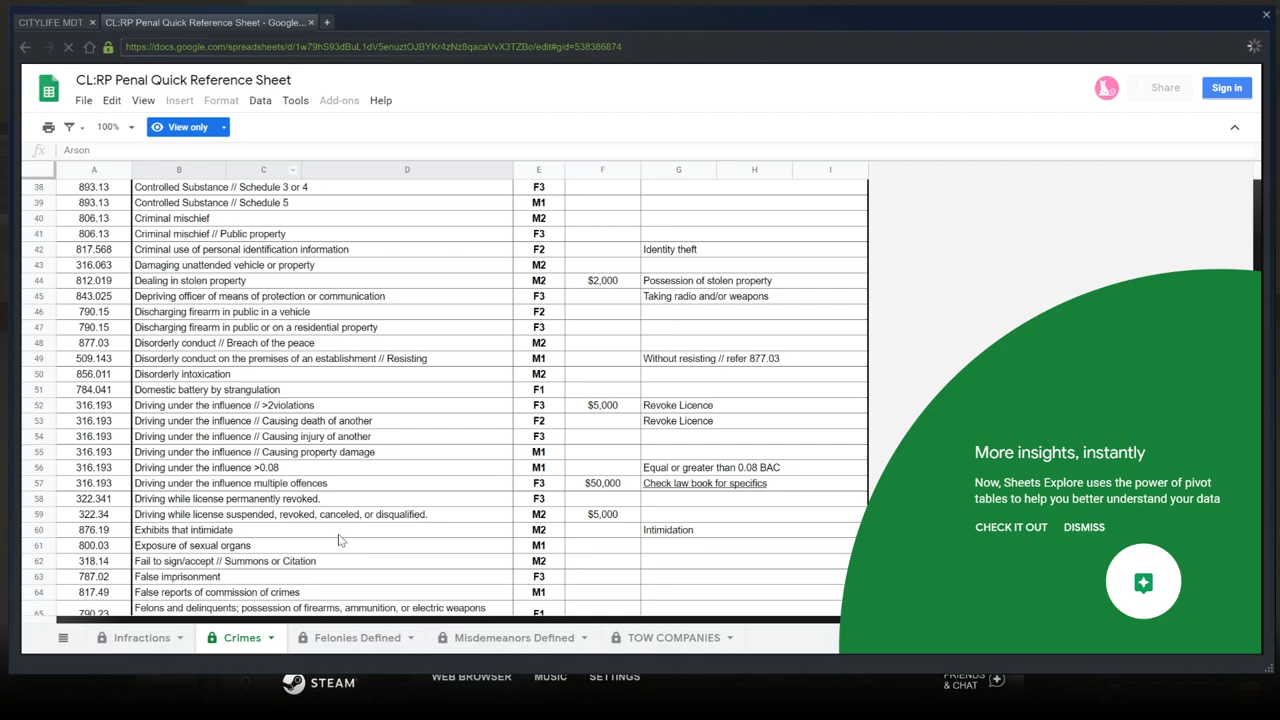 CITYLIFE MDT × CL:RP Penal Quick Reference Sheet - Google... × +
×
https://docs.google.com/spreadsheets/d/1w79hS93dBuL1dV5enuztOJBYKr4zNz8qacaVvX3TZBo/edit#gid=538386874
CL:RP Penal Quick Reference Sheet
File Edit View Insert Format Data Tools Add-ons Help
Share Sign in
100% View only
fx Arson
A B C D E F G H I
38 893.13 Controlled Substance // Schedule 3 or 4 F3
39 893.13 Controlled Substance // Schedule 5 M1
40 806.13 Criminal mischief M2
41 806.13 Criminal mischief // Public property F3
42 817.568 Criminal use of personal identification information F2 Identity theft
43 316.063 Damaging unattended vehicle or property M2
44 812.019 Dealing in stolen property M2 $2,000 Possession of stolen property
45 843.025 Depriving officer of means of protection or communication F3 Taking radio and/or weapons
46 790.15 Discharging firearm in public in a vehicle F2
47 790.15 Discharging firearm in public or on a residential property F3
48 877.03 Disorderly conduct // Breach of the peace M2
49 509.143 Disorderly conduct on the premises of an establishment // Resisting M1 Without resisting // refer 877.03
50 856.011 Disorderly intoxication M2
51 784.041 Domestic battery by strangulation F1
52 316.193 Driving under the influence // >2violations F3 $5,000 Revoke Licence
53 316.193 Driving under the influence // Causing death of another F2 Revoke Licence
54 316.193 Driving under the influence // Causing injury of another F3
55 316.193 Driving under the influence // Causing property damage M1
56 316.193 Driving under the influence >0.08 M1 Equal or greater than 0.08 BAC
57 316.193 Driving under the influence multiple offences F3 $50,000 Check law book for specifics
58 322.341 Driving while license permanently revoked. F3
59 322.34 Driving while license suspended, revoked, canceled, or disqualified. M2 $5,000
60 876.19 Exhibits that intimidate M2 Intimidation
61 800.03 Exposure of sexual organs M1
62 318.14 Fail to sign/accept // Summons or Citation M2
63 787.02 False imprisonment F3
64 817.49 False reports of commission of crimes M1
65 790.23 Felons and delinquents; possession of firearms, ammunition, or electric weapons F1
More insights, instantly
Now, Sheets Explore uses the power of pivot
tables to help you better understand your data
CHECK IT OUT DISMISS
Infractions Crimes Felonies Defined Misdemeanors Defined TOW COMPANIES
STEAM WEB BROWSER MUSIC SETTINGS FRIENDS
& CHAT